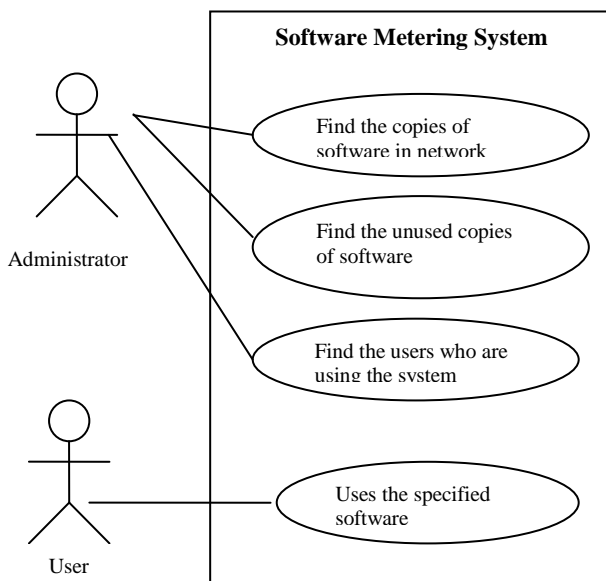 Software Metering System
Find the copies of
software in network
Administrator
Find the unused copies
of software
Find the users who are
using the system
Uses the specified
software
User